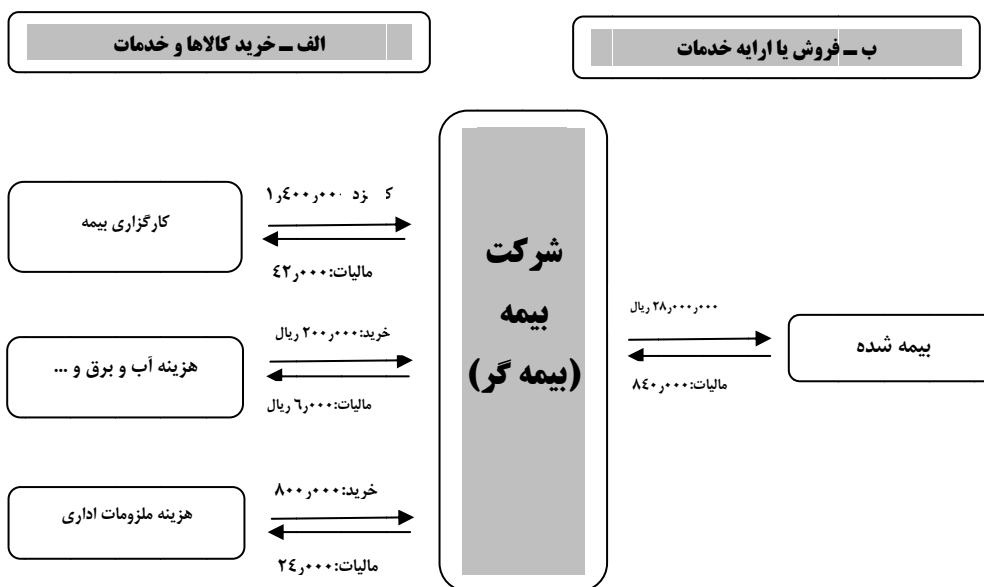 الف ــ خرید کالاها و خدمات
ب ــ فروش یا ارایه خدمات
کارگزاری بیمه
۱٫۴۰۰٫۰۰۰
مالیات:۴۲٫۰۰۰
هزینه آب و برق و ...
خرید:۲۰۰٫۰۰۰ ریال
مالیات:۶٫۰۰۰ ریال
هزینه ملزومات اداری
خرید:۸۰۰٫۰۰۰
مالیات:۲۴٫۰۰۰
شرکت
بیمه
(بیمه گر)
۲۸٫۰۰۰٫۰۰۰ ریال
مالیات:۸۴۰٫۰۰۰
بیمه شده